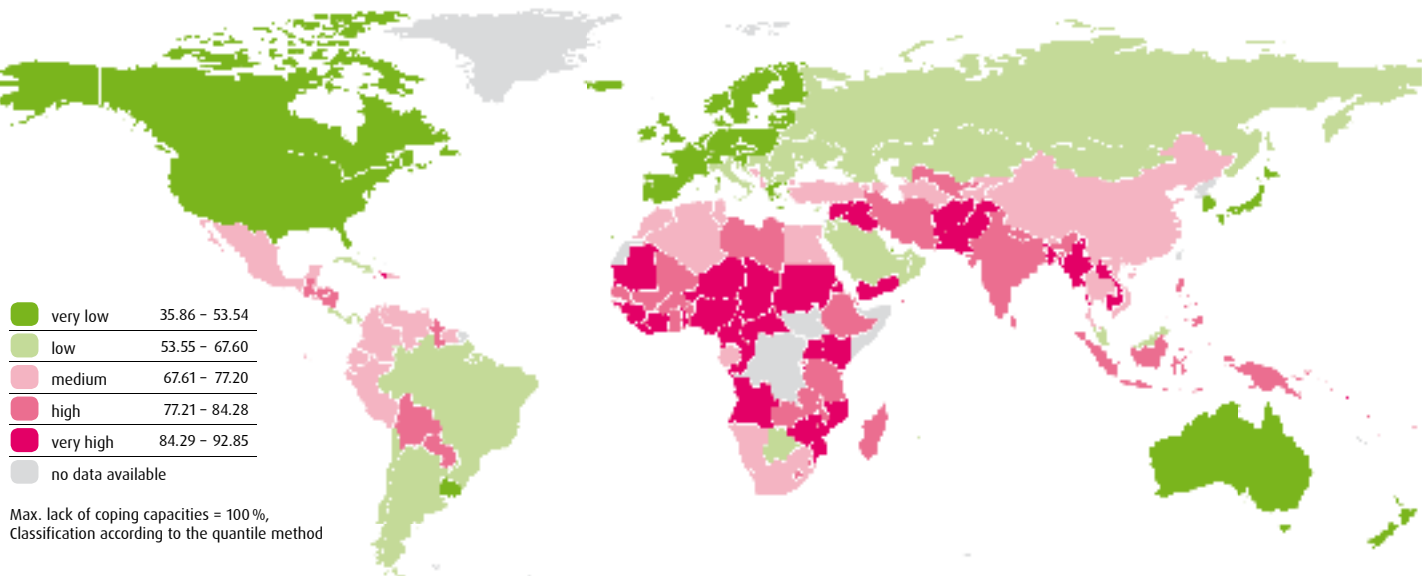 very low 35.86 – 53.54
low 53.55 – 67.60
medium 67.61 – 77.20
high 77.21 – 84.28
very high 84.29 – 92.85
no data available
Max. lack of coping capacities = 100 %,
Classification according to the quantile method